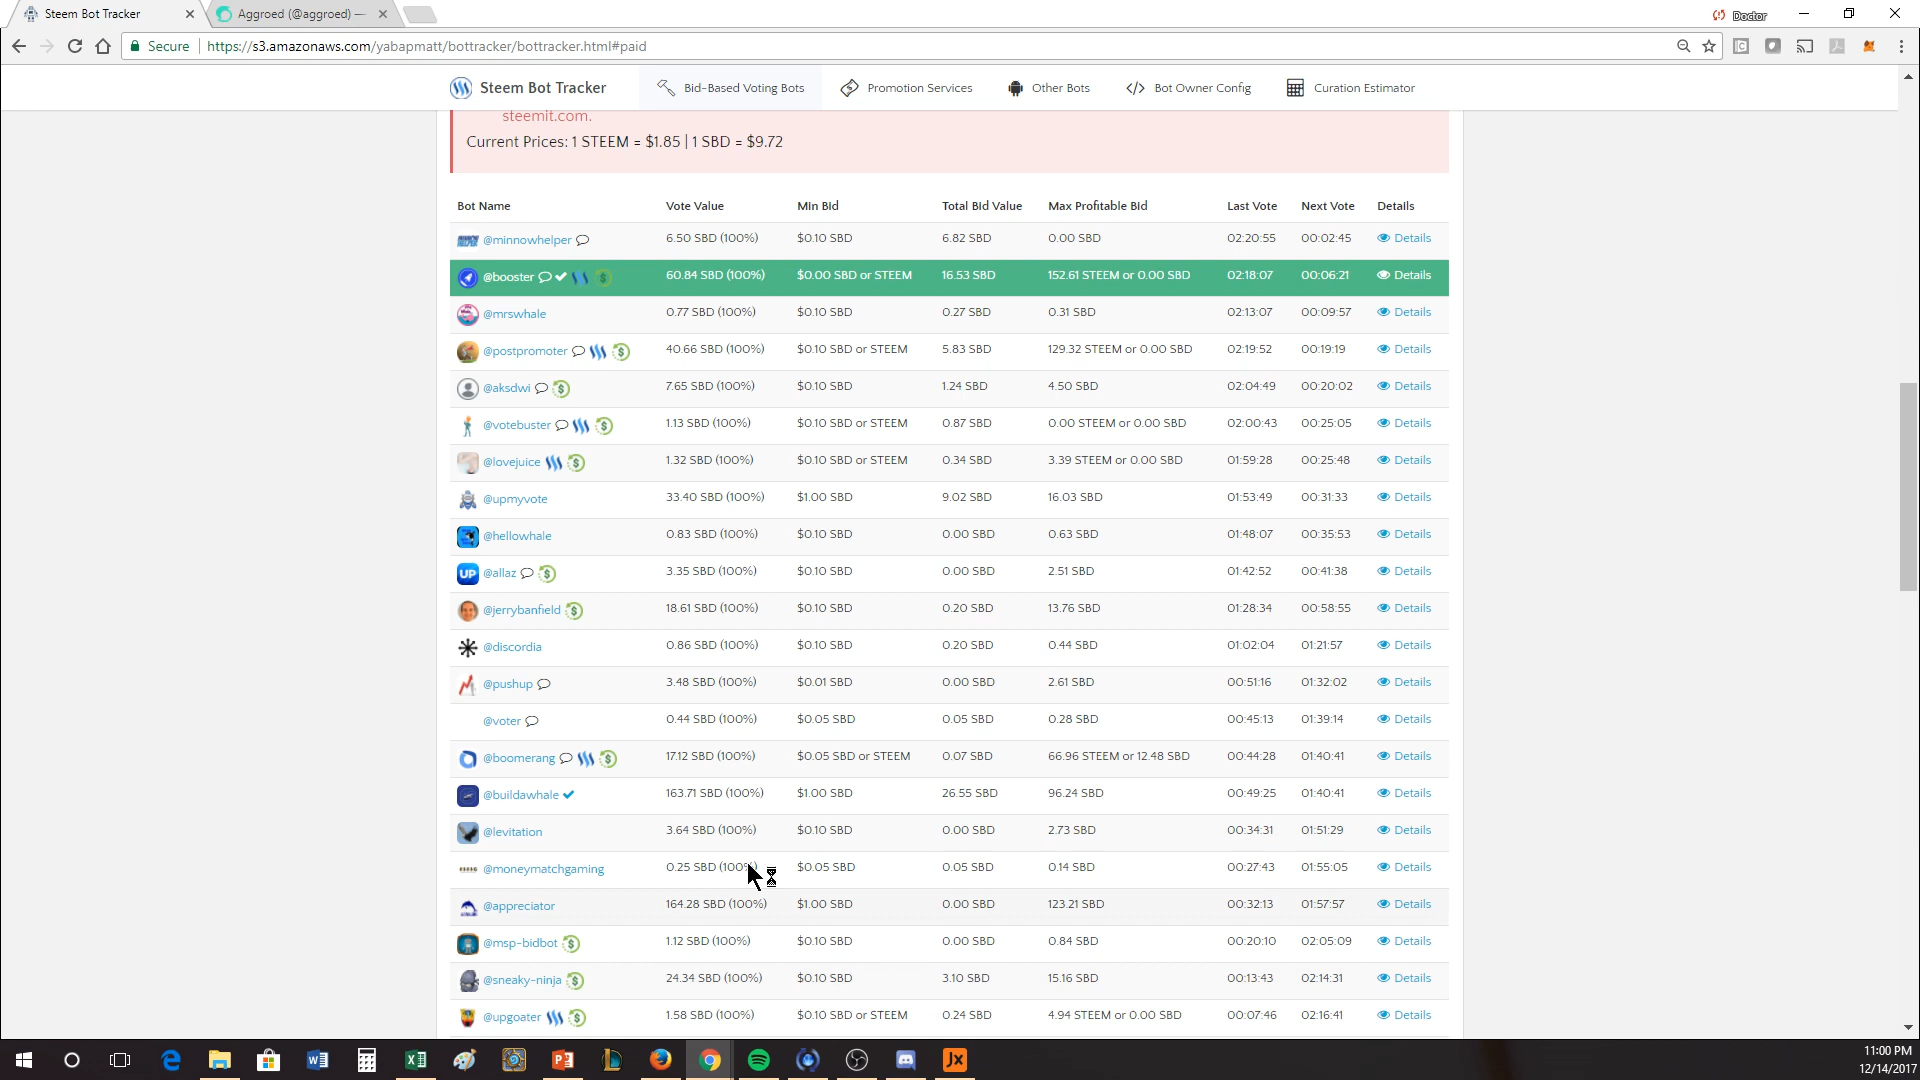 Steem Bot Tracker
Aggroed (@aggroed) —
Doctor
Secure https://s3.amazonaws.com/yabapmatt/bottracker/bottracker.html#paid
Steem Bot Tracker Bid-Based Voting Bots Promotion Services Other Bots Bot Owner Config Curation Estimator
steemit.com.
Current Prices: 1 STEEM = $1.85 | 1 SBD = $9.72
Bot Name Vote Value Min Bid Total Bid Value Max Profitable Bid Last Vote Next Vote Details
@minnowhelper 6.50 SBD (100%) $0.10 SBD 6.82 SBD 0.00 SBD 02:20:55 00:02:45 Details
@booster 60.84 SBD (100%) $0.00 SBD or STEEM 16.53 SBD 152.61 STEEM or 0.00 SBD 02:18:07 00:06:21 Details
@mrswhale 0.77 SBD (100%) $0.10 SBD 0.27 SBD 0.31 SBD 02:13:07 00:09:57 Details
@postpromoter 40.66 SBD (100%) $0.10 SBD or STEEM 5.83 SBD 129.32 STEEM or 0.00 SBD 02:19:52 00:19:19 Details
@aksdwi 7.65 SBD (100%) $0.10 SBD 1.24 SBD 4.50 SBD 02:04:49 00:20:02 Details
@votebuster 1.13 SBD (100%) $0.10 SBD or STEEM 0.87 SBD 0.00 STEEM or 0.00 SBD 02:00:43 00:25:05 Details
@lovejuice 1.32 SBD (100%) $0.10 SBD or STEEM 0.34 SBD 3.39 STEEM or 0.00 SBD 01:59:28 00:25:48 Details
@upmyvote 33.40 SBD (100%) $1.00 SBD 9.02 SBD 16.03 SBD 01:53:49 00:31:33 Details
@hellowhale 0.83 SBD (100%) $0.10 SBD 0.00 SBD 0.63 SBD 01:48:07 00:35:53 Details
UP @allaz 3.35 SBD (100%) $0.10 SBD 0.00 SBD 2.51 SBD 01:42:52 00:41:38 Details
@jerrybanfield 18.61 SBD (100%) $0.10 SBD 0.20 SBD 13.76 SBD 01:28:34 00:58:55 Details
@discordia 0.86 SBD (100%) $0.10 SBD 0.20 SBD 0.44 SBD 01:02:04 01:21:57 Details
@pushup 3.48 SBD (100%) $0.01 SBD 0.00 SBD 2.61 SBD 00:51:16 01:32:02 Details
@voter 0.44 SBD (100%) $0.05 SBD 0.05 SBD 0.28 SBD 00:45:13 01:39:14 Details
@boomerang 17.12 SBD (100%) $0.05 SBD or STEEM 0.07 SBD 66.96 STEEM or 12.48 SBD 00:44:28 01:40:41 Details
@buildawhale 163.71 SBD (100%) $1.00 SBD 26.55 SBD 96.24 SBD 00:49:25 01:40:41 Details
@levitation 3.64 SBD (100%) $0.10 SBD 0.00 SBD 2.73 SBD 00:34:31 01:51:29 Details
@moneymatchgaming 0.25 SBD (100%) $0.05 SBD 0.05 SBD 0.14 SBD 00:27:43 01:55:05 Details
@appreciator 164.28 SBD (100%) $1.00 SBD 0.00 SBD 123.21 SBD 00:32:13 01:57:57 Details
@msp-bidbot 1.12 SBD (100%) $0.10 SBD 0.00 SBD 0.84 SBD 00:20:10 02:05:09 Details
@sneaky-ninja 24.34 SBD (100%) $0.10 SBD 3.10 SBD 15.16 SBD 00:13:43 02:14:31 Details
@upgoater 1.58 SBD (100%) $0.10 SBD or STEEM 0.24 SBD 4.94 STEEM or 0.00 SBD 00:07:46 02:16:41 Details
11:00 PM
12/14/2017